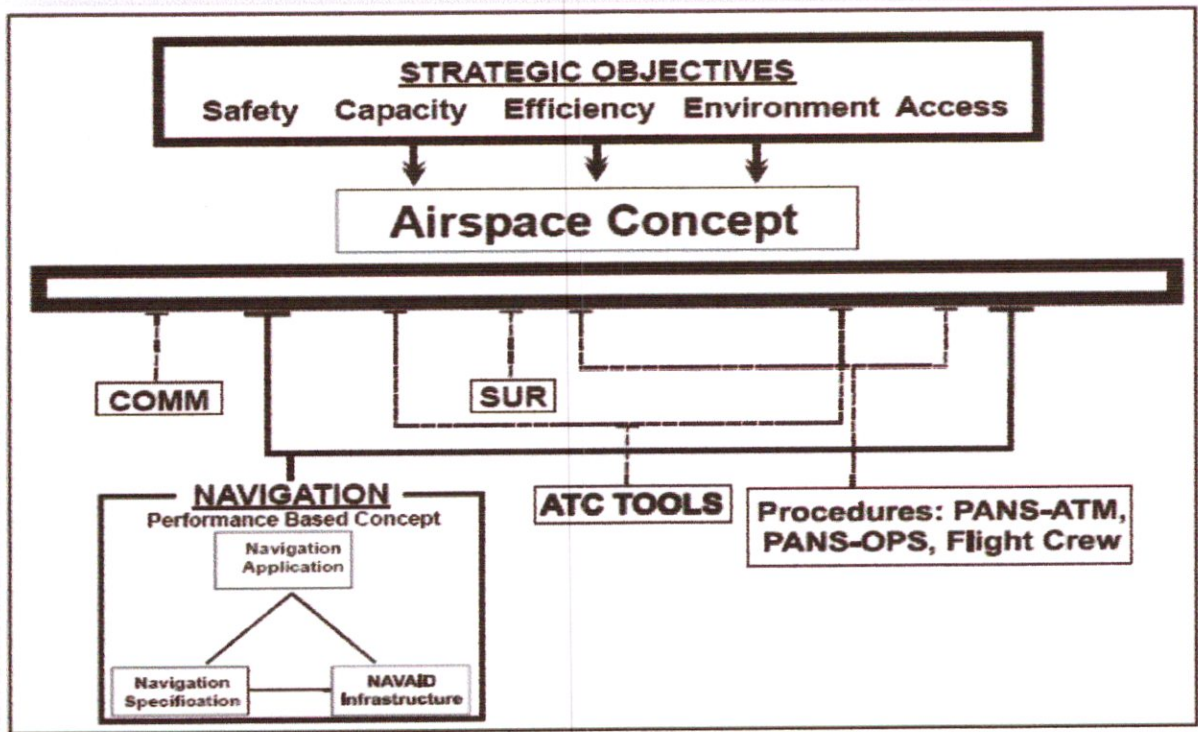 STRATEGIC OBJECTIVES
Safety Capacity Efficiency Environment Access
Airspace Concept
COMM
SUR
NAVIGATION
Performance Based Concept
Navigation
Application
Navigation
Specification
NAVAID
Infrastructure
ATC TOOLS
Procedures: PANS-ATM,
PANS-OPS, Flight Crew